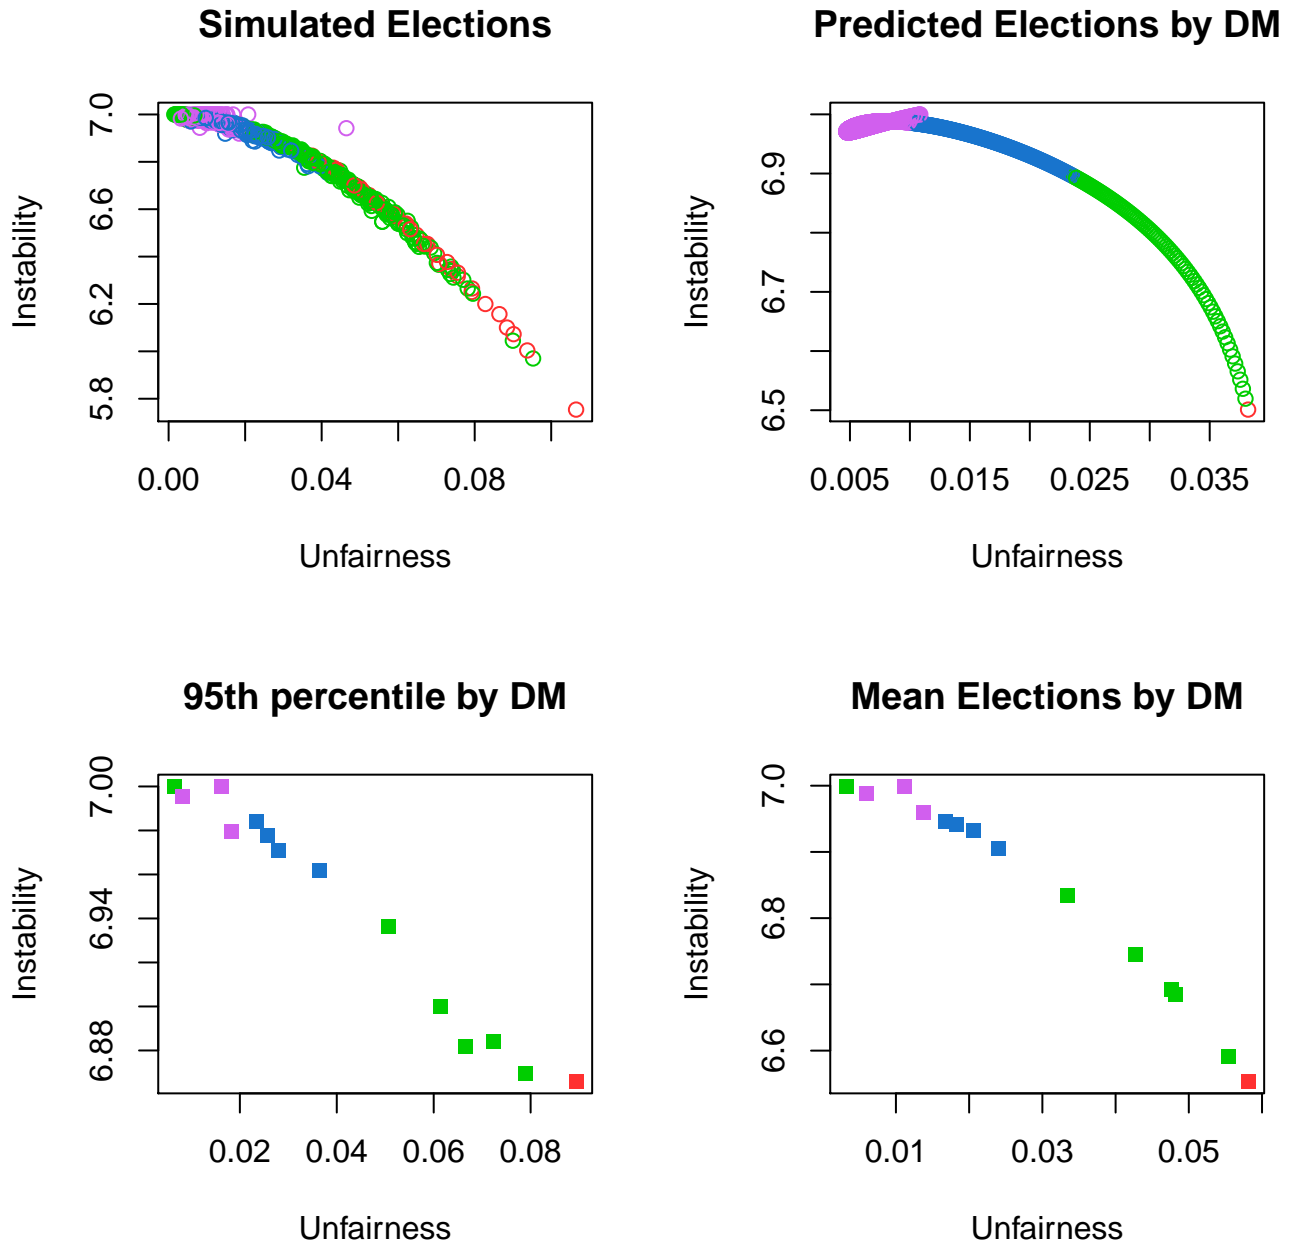 Simulated Elections
Instability
7.0
6.6
6.2
5.8
0.00 0.04 0.08
Unfairness
Predicted Elections by DM
Instability
6.9
6.7
6.5
0.005 0.015 0.025 0.035
Unfairness
95th percentile by DM
Instability
7.00
6.94
6.88
0.02 0.04 0.06 0.08
Unfairness
Mean Elections by DM
Instability
7.0
6.8
6.6
0.01 0.03 0.05
Unfairness